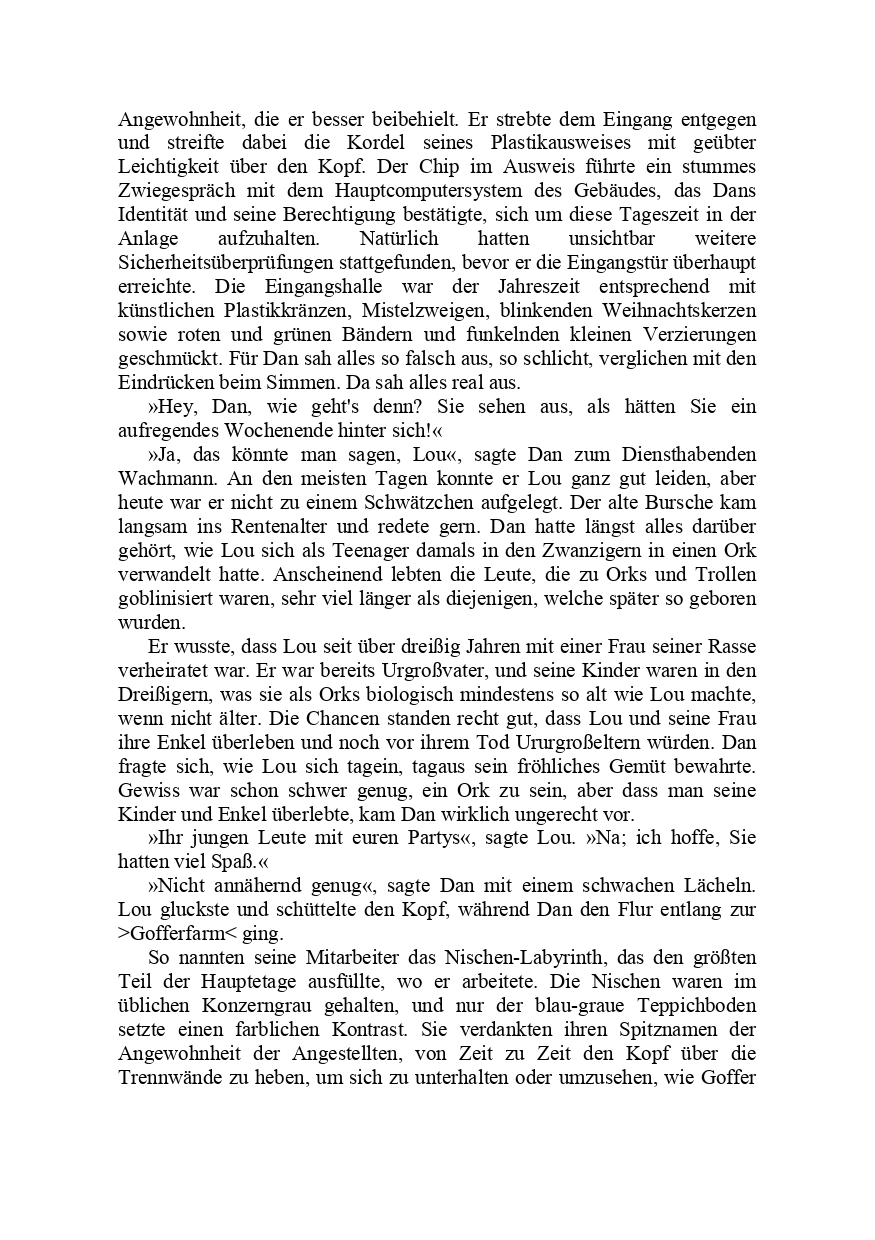 Angewohnheit, die er besser beibehielt. Er strebte dem Eingang entgegen
und streifte dabei die Kordel seines Plastikausweises mit geübter
Leichtigkeit über den Kopf. Der Chip im Ausweis führte ein stummes
Zwiegespräch mit dem Hauptcomputersystem des Gebäudes, das Dans
Identität und seine Berechtigung bestätigte, sich um diese Tageszeit in der
Anlage aufzuhalten. Natürlich hatten unsichtbar weitere
Sicherheitsüberprüfungen stattgefunden, bevor er die Eingangstür überhaupt
erreichte. Die Eingangshalle war der Jahreszeit entsprechend mit
künstlichen Plastikkränzen, Mistelzweigen, blinkenden Weihnachtskerzen
sowie roten und grünen Bändern und funkelnden kleinen Verzierungen
geschmückt. Für Dan sah alles so falsch aus, so schlicht, verglichen mit den
Eindrücken beim Simmen. Da sah alles real aus.
»Hey, Dan, wie geht's denn? Sie sehen aus, als hätten Sie ein
aufregendes Wochenende hinter sich!«
»Ja, das könnte man sagen, Lou«, sagte Dan zum Diensthabenden
Wachmann. An den meisten Tagen konnte er Lou ganz gut leiden, aber
heute war er nicht zu einem Schwätzchen aufgelegt. Der alte Bursche kam
langsam ins Rentenalter und redete gern. Dan hatte längst alles darüber
gehört, wie Lou sich als Teenager damals in den Zwanzigern in einen Ork
verwandelt hatte. Anscheinend lebten die Leute, die zu Orks und Trollen
goblinisiert waren, sehr viel länger als diejenigen, welche später so geboren
wurden.
Er wusste, dass Lou seit über dreißig Jahren mit einer Frau seiner Rasse
verheiratet war. Er war bereits Urgroßvater, und seine Kinder waren in den
Dreißigern, was sie als Orks biologisch mindestens so alt wie Lou machte,
wenn nicht älter. Die Chancen standen recht gut, dass Lou und seine Frau
ihre Enkel überleben und noch vor ihrem Tod Ururgroßeltern würden. Dan
fragte sich, wie Lou sich tagein, tagaus sein fröhliches Gemüt bewahrte.
Gewiss war schon schwer genug, ein Ork zu sein, aber dass man seine
Kinder und Enkel überlebte, kam Dan wirklich ungerecht vor.
»Ihr jungen Leute mit euren Partys«, sagte Lou. »Na; ich hoffe, Sie
hatten viel Spaß.«
»Nicht annähernd genug«, sagte Dan mit einem schwachen Lächeln.
Lou gluckste und schüttelte den Kopf, während Dan den Flur entlang zur
>Gofferfarm< ging.
So nannten seine Mitarbeiter das Nischen-Labyrinth, das den größten
Teil der Hauptetage ausfüllte, wo er arbeitete. Die Nischen waren im
üblichen Konzerngrau gehalten, und nur der blau-graue Teppichboden
setzte einen farblichen Kontrast. Sie verdankten ihren Spitznamen der
Angewohnheit der Angestellten, von Zeit zu Zeit den Kopf über die
Trennwände zu heben, um sich zu unterhalten oder umzusehen, wie Goffer